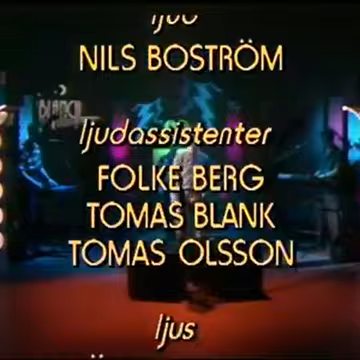 NILS BOSTRÖM
ljudassistenter
FOLKE BERG
TOMAS BLANK
TOMAS OLSSON
ljus